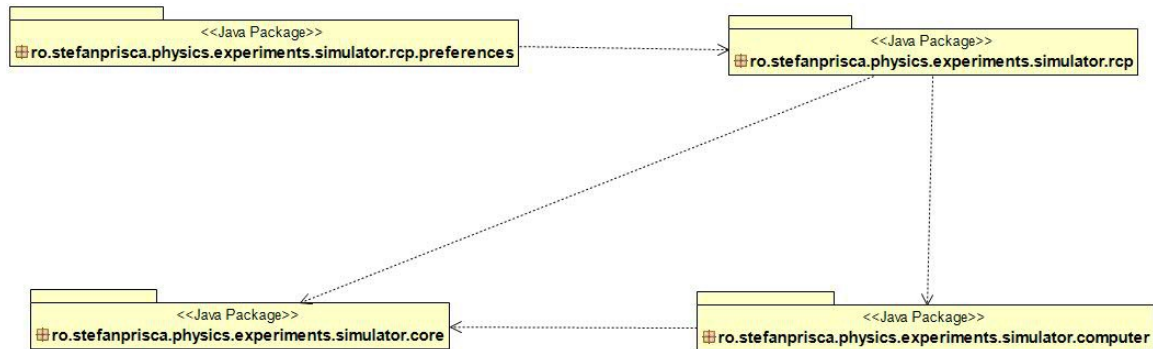 <<Java Package>>
ro.stefanprisca.physics.experiments.simulator.rcp.preferences
<<Java Package>>
ro.stefanprisca.physics.experiments.simulator.rcp
<<Java Package>>
ro.stefanprisca.physics.experiments.simulator.core
<<Java Package>>
ro.stefanprisca.physics.experiments.simulator.computer